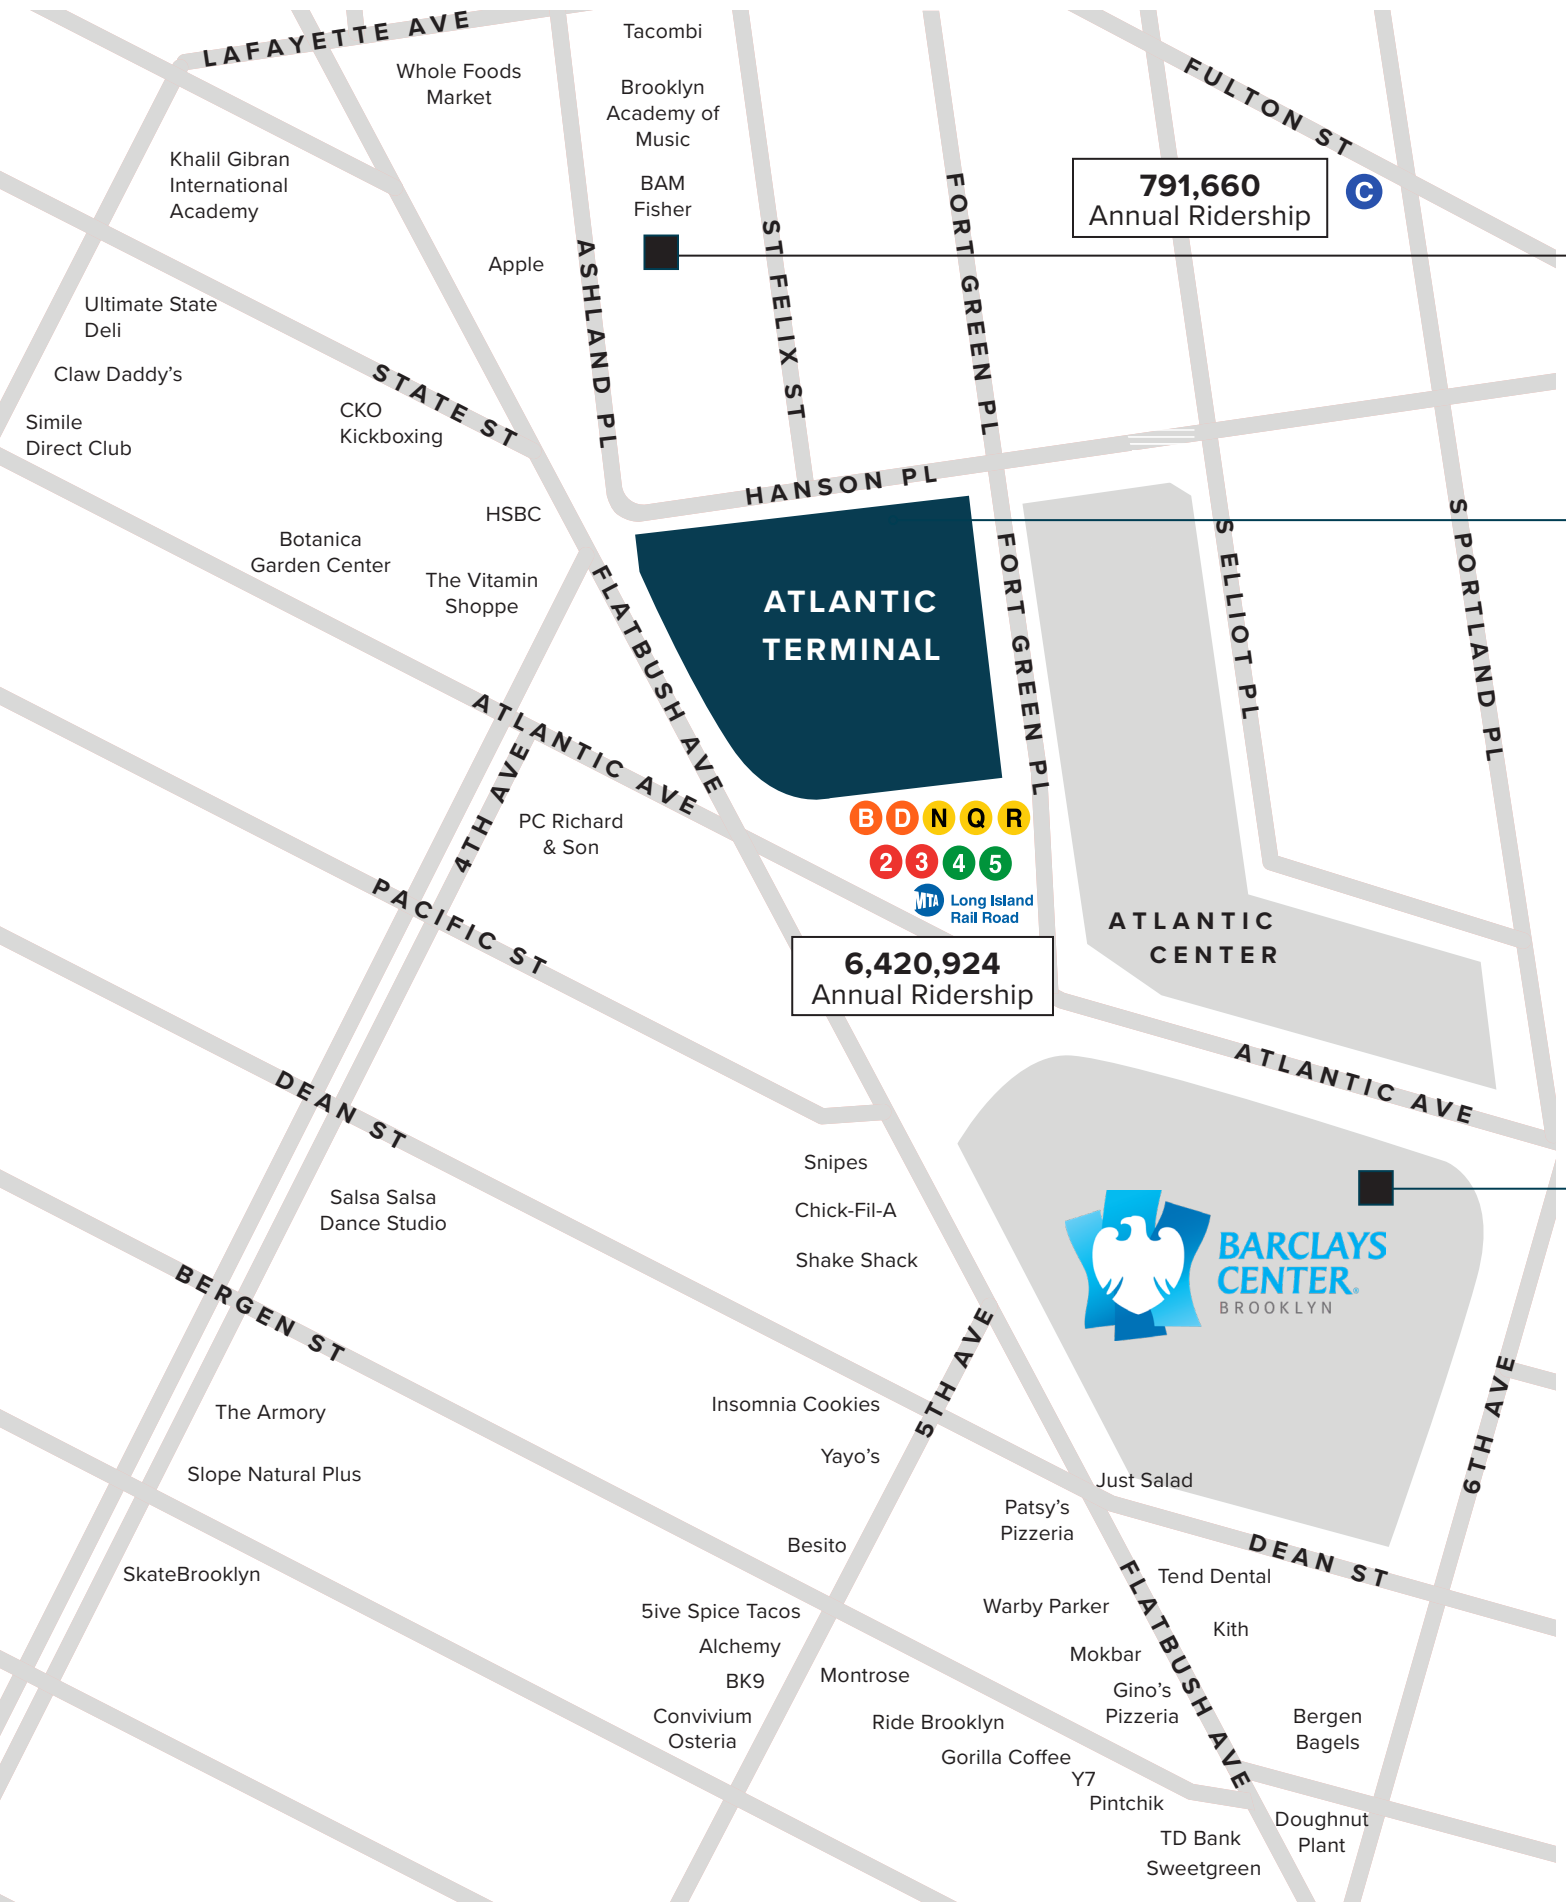 LAFAYETTE AVE
Tacombi
Whole Foods
Market
Brooklyn
Academy of
Music
FULTON ST
Khalil Gibran
International
Academy
BAM
Fisher
791,660
Annual Ridership
C
Apple
ASHLAND PL
ST FELIX ST
FORT GREEN PL
Ultimate State
Deli
Claw Daddy's
Simile
Direct Club
STATE ST
CKO
Kickboxing
HANSON PL
HSBC
Botanica
Garden Center
The Vitamin
Shoppe
FLATBUSH AVE
ATLANTIC
TERMINAL
FORT GREEN PL
S ELLIOT PL
S PORTLAND PL
ATLANTIC AVE
4TH AVE
PC Richard
& Son
B D N Q R
2 3 4 5
MTA Long Island
Rail Road
PACIFIC ST
ATLANTIC
CENTER
6,420,924
Annual Ridership
ATLANTIC AVE
DEAN ST
Snipes
Chick-Fil-A
Shake Shack
Salsa Salsa
Dance Studio
BARCLAYS
CENTER®
BROOKLYN
BERGEN ST
5TH AVE
6TH AVE
The Armory
Slope Natural Plus
SkateBrooklyn
Insomnia Cookies
Yayo's
Besito
Just Salad
Patsy's
Pizzeria
DEAN ST
Tend Dental
Warby Parker
Kith
FLATBUSH AVE
5ive Spice Tacos
Alchemy
BK9
Convivium
Osteria
Montrose
Mokbar
Gino's
Pizzeria
Ride Brooklyn
Bergen
Bagels
Gorilla Coffee
Y7
Pintchik
Doughnut
Plant
TD Bank
Sweetgreen